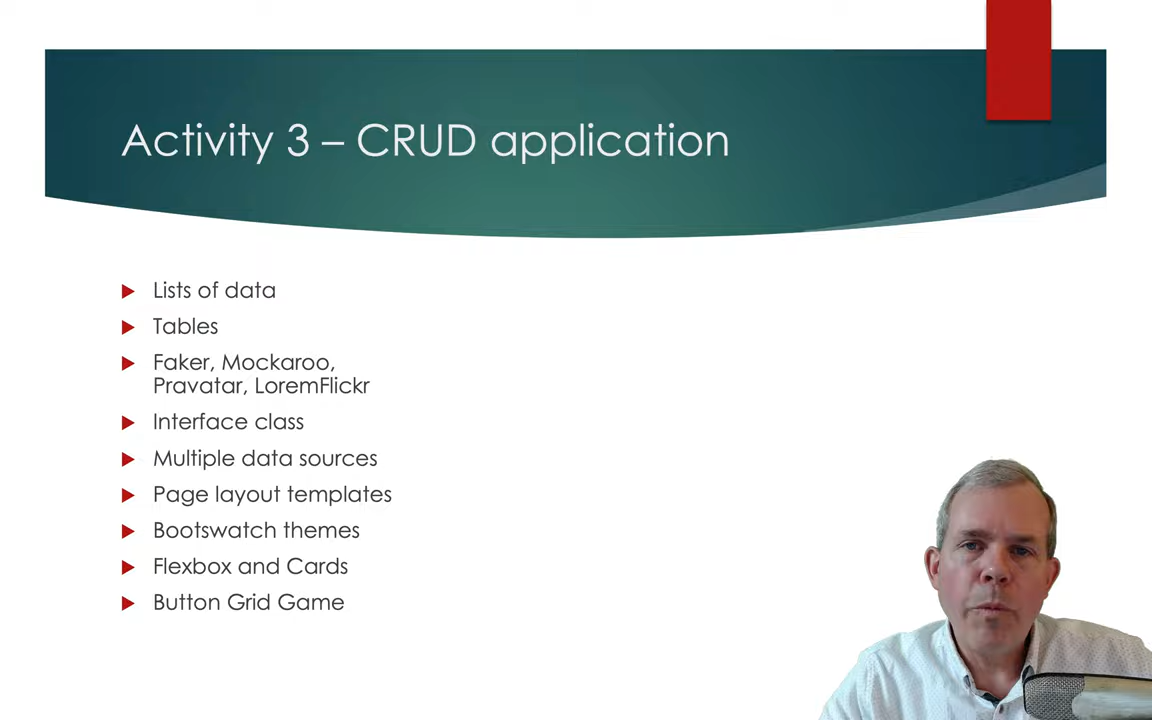 Activity 3 – CRUD application
Lists of data
Tables
Faker, Mockaroo,
Pravatar, LoremFlickr
Interface class
Multiple data sources
Page layout templates
Bootswatch themes
Flexbox and Cards
Button Grid Game